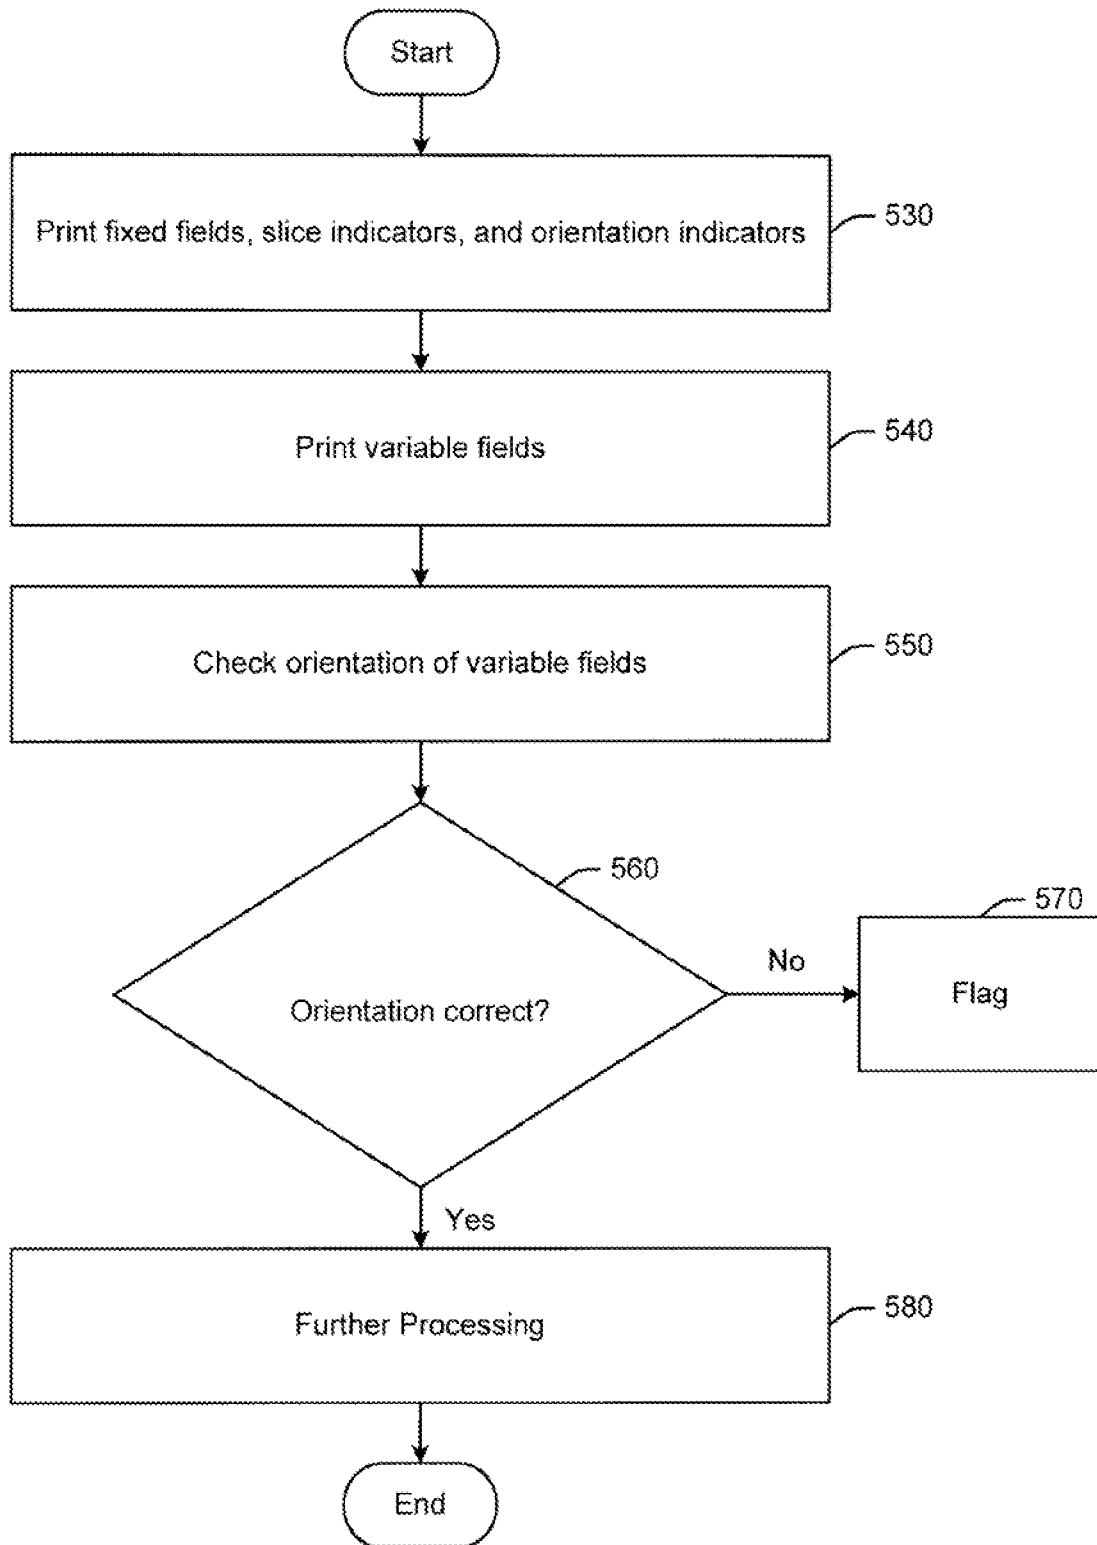 Start
Print fixed fields, slice indicators, and orientation indicators
530
Print variable fields
540
Check orientation of variable fields
550
560
Orientation correct?
No
570
Flag
Yes
Further Processing
580
End